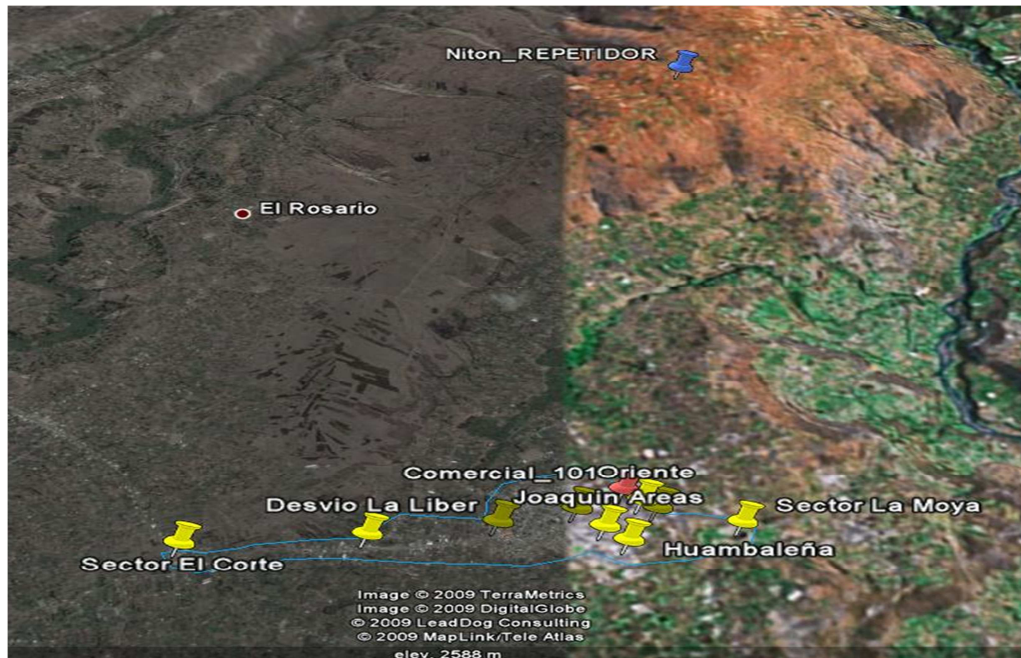 Niton_REPETIDOR
El Rosario
Comercial_101Oriente
Desvio La Liber
Joaquin Areas
Sector La Moya
Sector El Corte
Huambaleña
Image © 2009 TerraMetrics
Image © 2009 DigitalGlobe
© 2009 LeadDog Consulting
© 2009 MapLink/Tele Atlas
elev. 2588 m